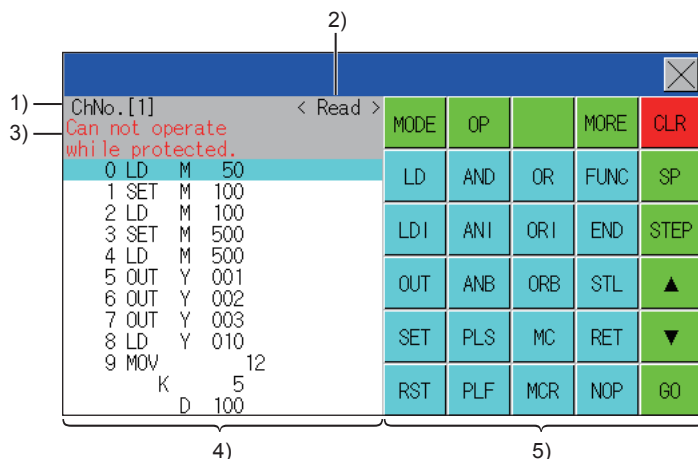 2)
1)
ChNo.[1] < Read >
3)
Can not operate
while protected.
0 LD M 50
1 SET M 100
2 LD M 100
3 SET M 500
4 LD M 500
5 OUT Y 001
6 OUT Y 002
7 OUT Y 003
8 LD Y 010
9 MOV 12
K 5
D 100
MODE OP MORE CLR
LD AND OR FUNC SP
LDI ANI ORI END STEP
OUT ANB ORB STL ▲
SET PLS MC RET ▼
RST PLF MCR NOP GO
4) 5)